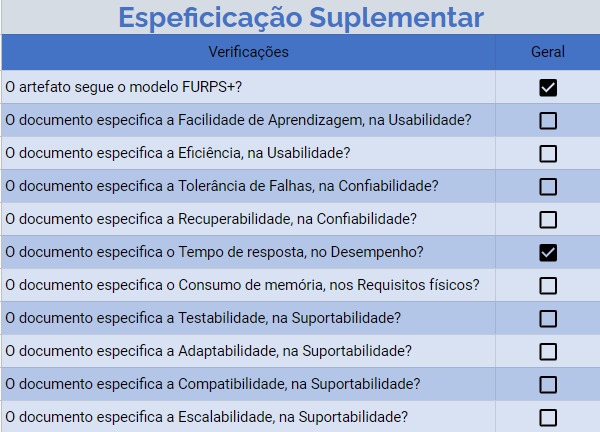 Espeficicação Suplementar
Verificações Geral
O artefato segue o modelo FURPS+?
O documento especifica a Facilidade de Aprendizagem, na Usabilidade?
O documento especifica a Eficiência, na Usabilidade?
O documento especifica a Tolerância de Falhas, na Confiabilidade?
O documento especifica a Recuperabilidade, na Confiabilidade?
O documento especifica o Tempo de resposta, no Desempenho?
O documento especifica o Consumo de memória, nos Requisitos físicos?
O documento especifica a Testabilidade, na Suportabilidade?
O documento especifica a Adaptabilidade, na Suportabilidade?
O documento especifica a Compatibilidade, na Suportabilidade?
O documento especifica a Escalabilidade, na Suportabilidade?